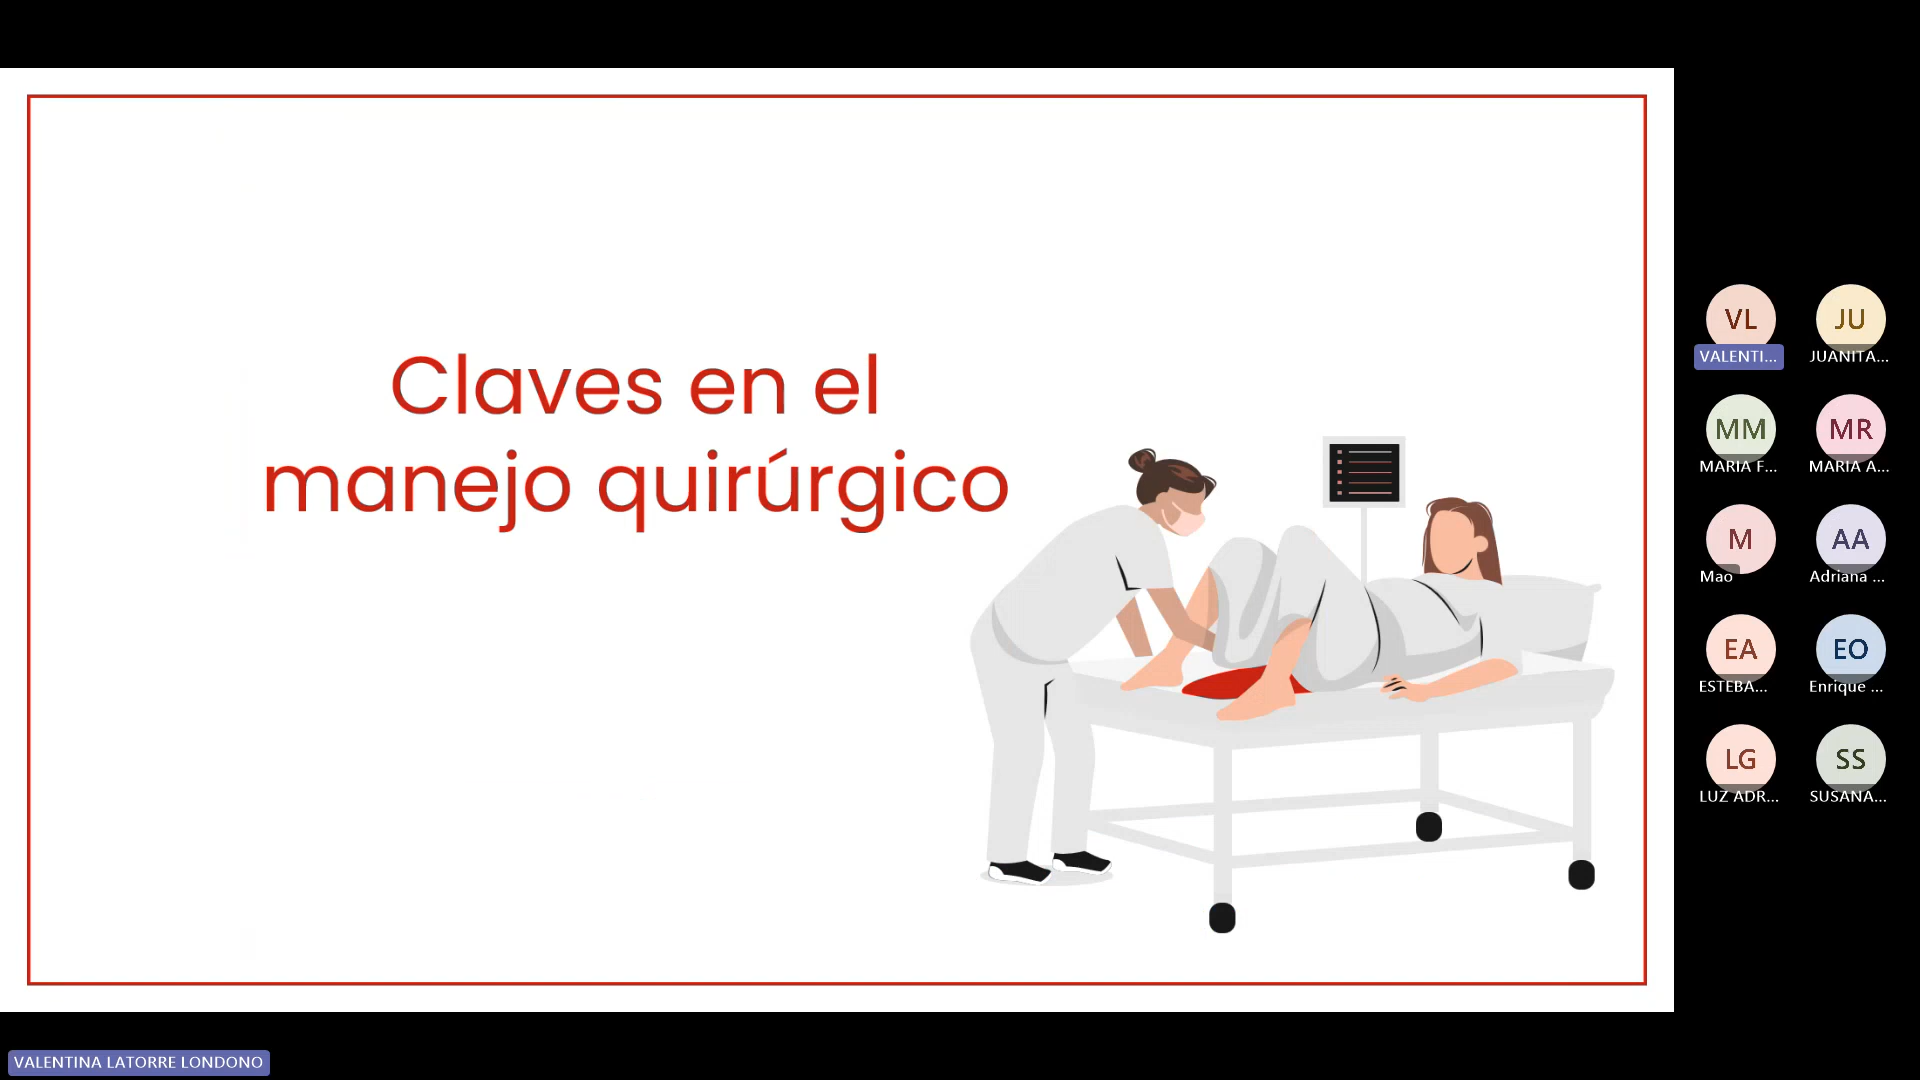 Claves en el
manejo quirúrgico
VL
VALENTI...
JU
JUANITA...
MM
MARIA F...
MR
MARIA A...
M
Mao
AA
Adriana ...
EA
ESTEBA...
EO
Enrique ...
LG
LUZ ADR...
SS
SUSANA...
VALENTINA LATORRE LONDONO